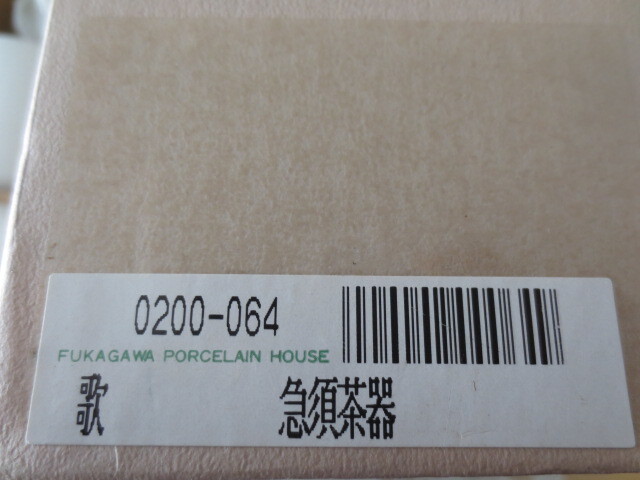 0200-064
FUKAGAWA PORCELAIN HOUSE
歌 急須茶器